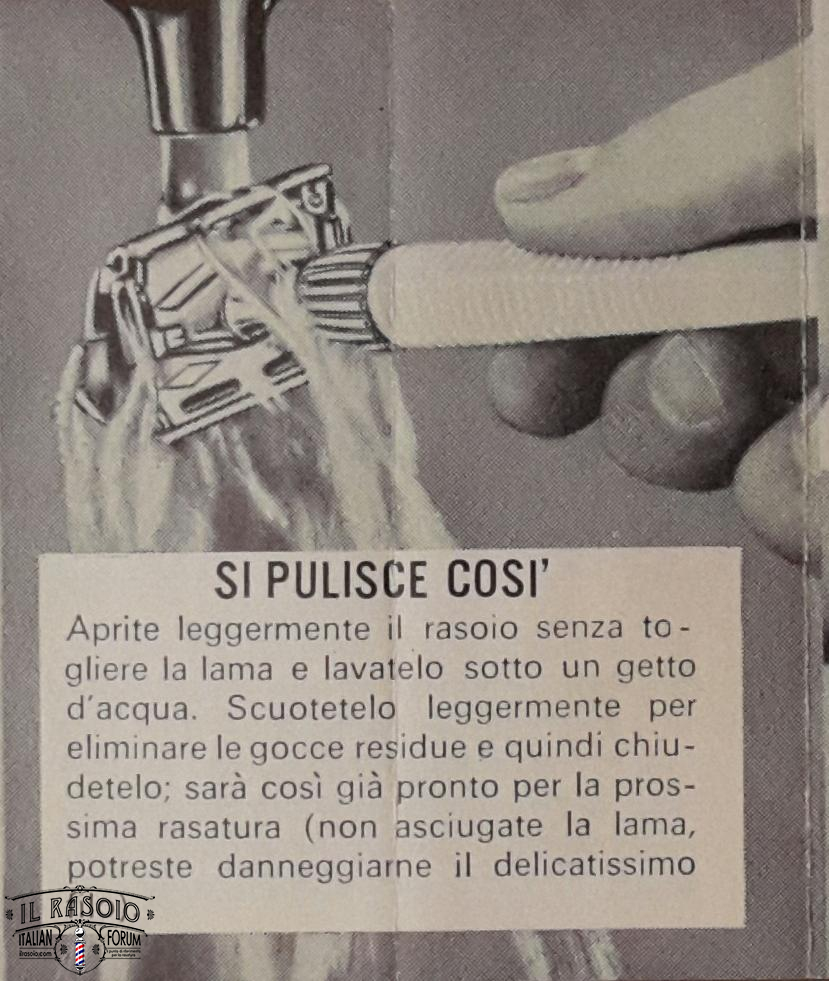 SI PULISCE COSI'
Aprite leggermente il rasoio senza to-
gliere la lama e lavatelo sotto un getto
d'acqua. Scuotetelo leggermente per
eliminare le gocce residue e quindi chiu-
detelo; sarà così già pronto per la pros-
sima rasatura (non asciugate la lama,
potreste danneggiarne il delicatissimo
IL RASOIO
ITALIAN FORUM
ilrasoio.com